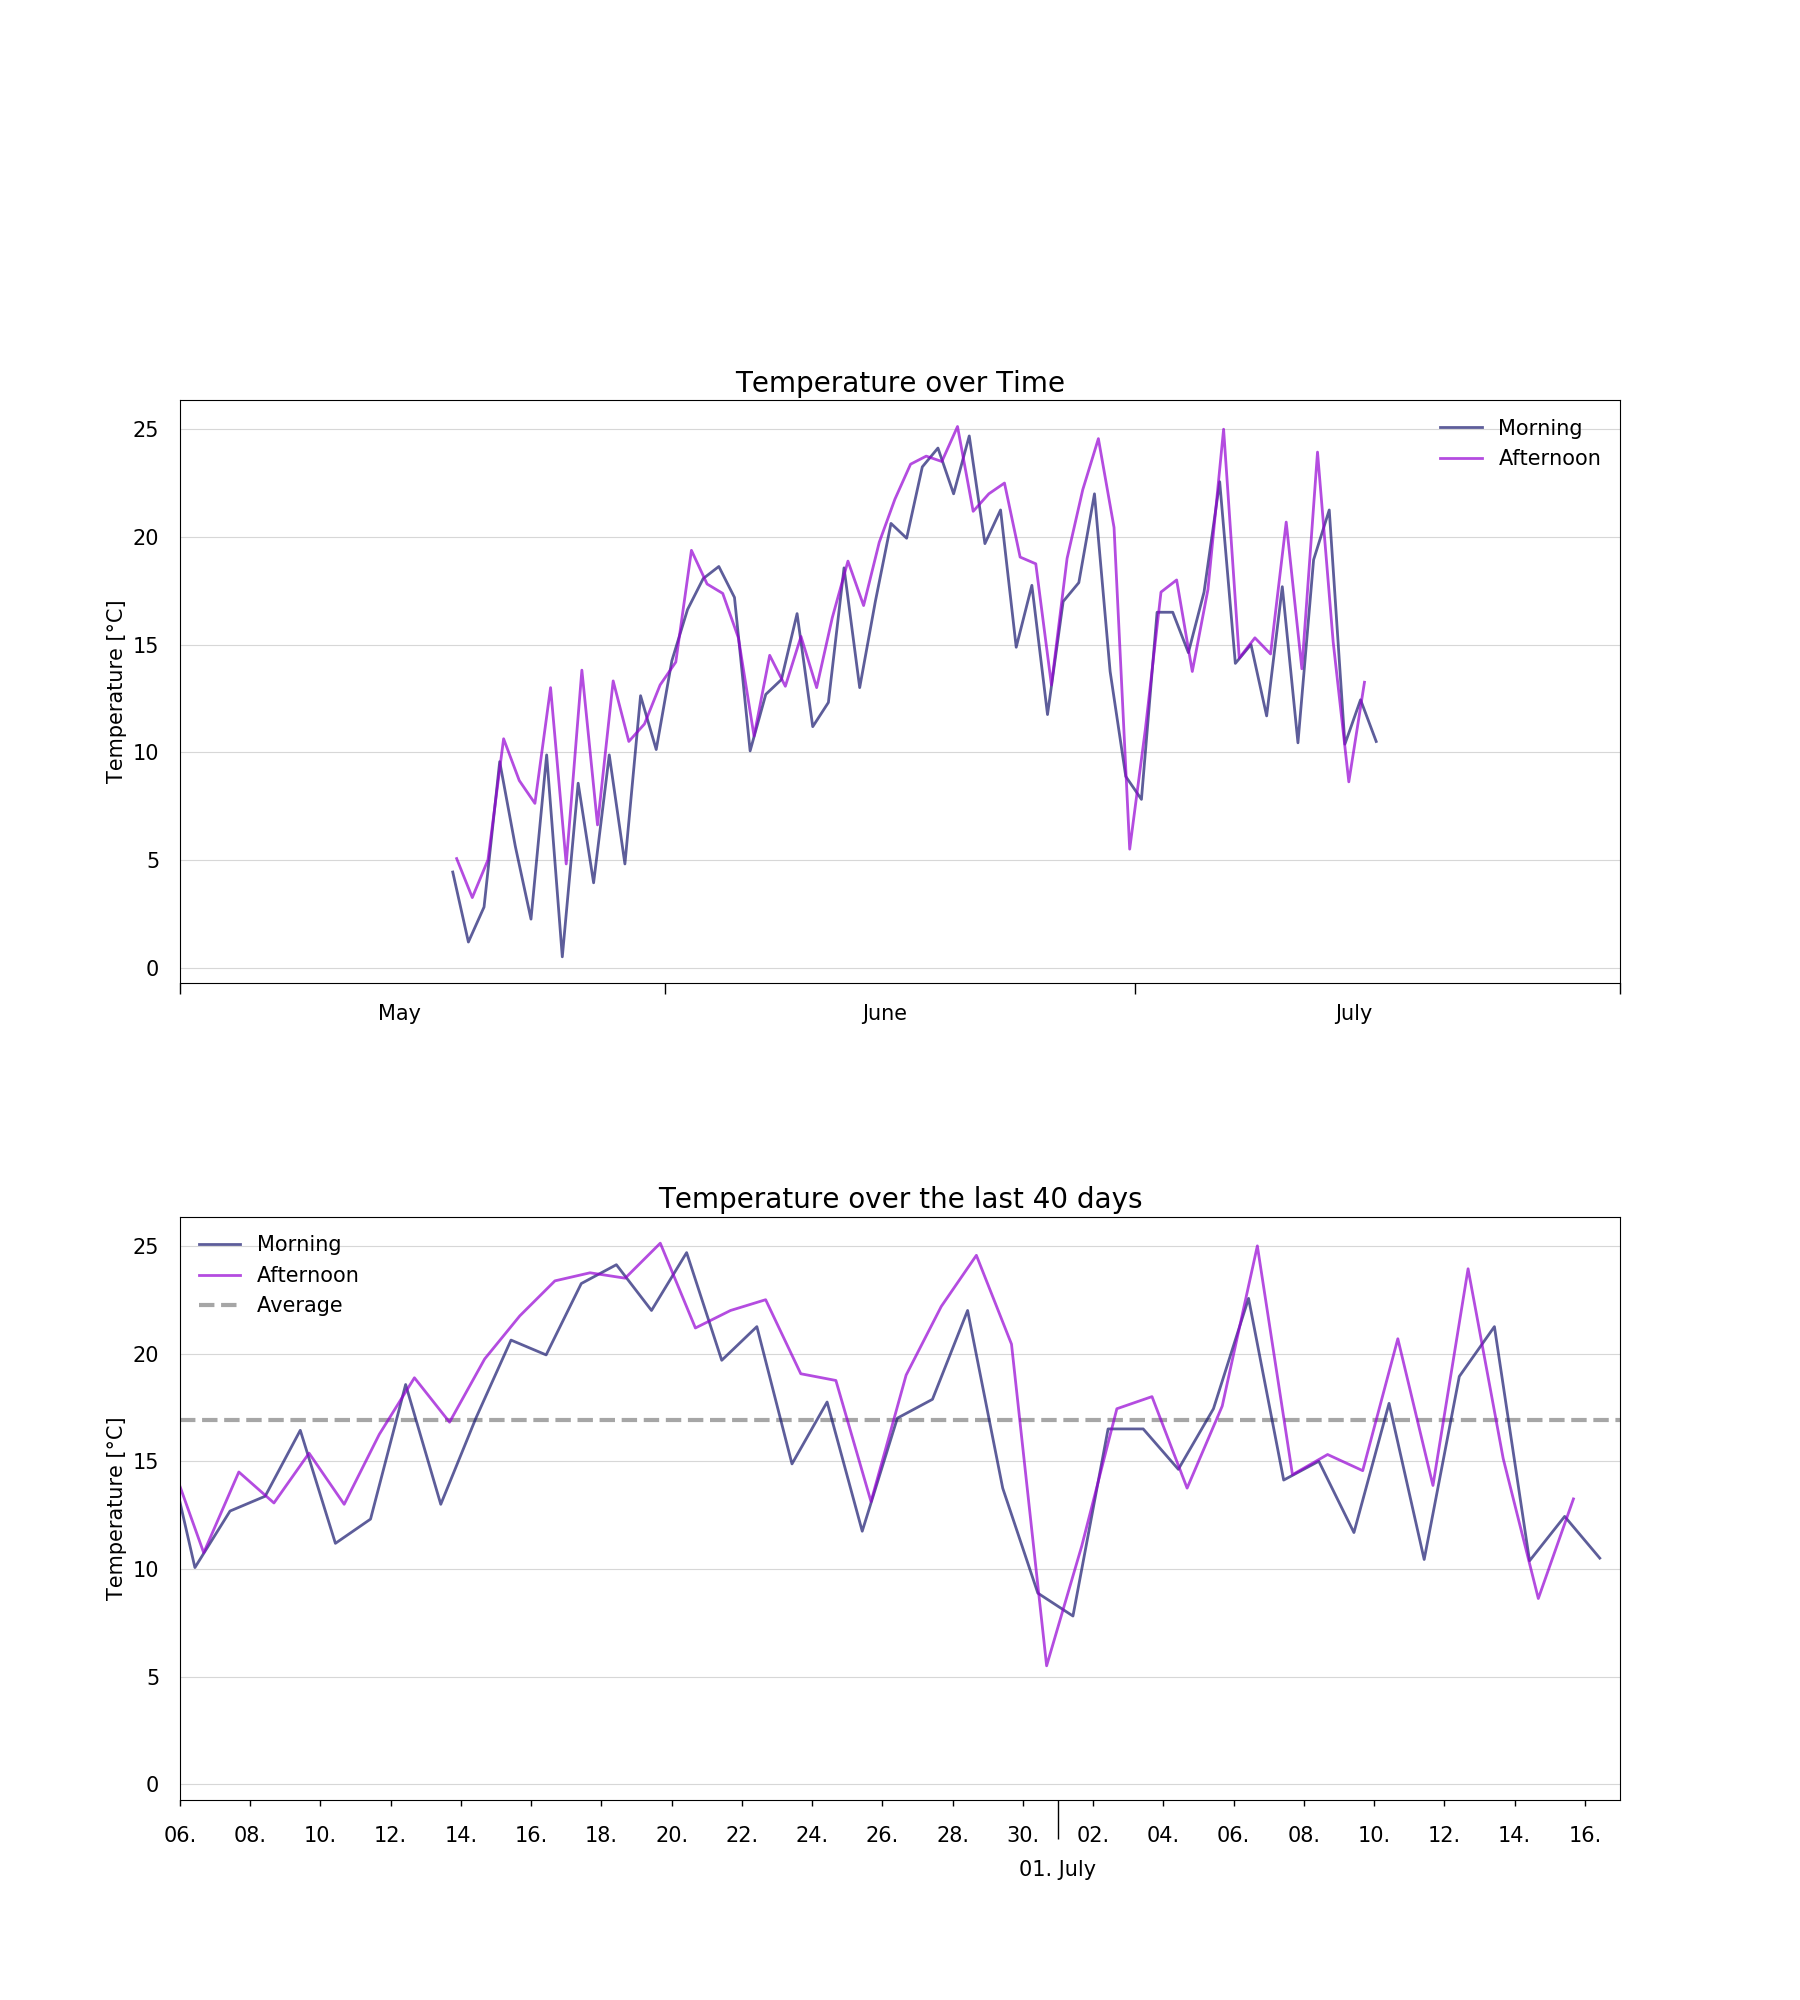 Temperature over Time
Morning
Afternoon
25
20
15
10
5
0
Temperature [°C]
May June July
Temperature over the last 40 days
Morning
Afternoon
Average
25
20
15
10
5
0
Temperature [°C]
06. 08. 10. 12. 14. 16. 18. 20. 22. 24. 26. 28. 30. 02. 04. 06. 08. 10. 12. 14. 16.
01. July